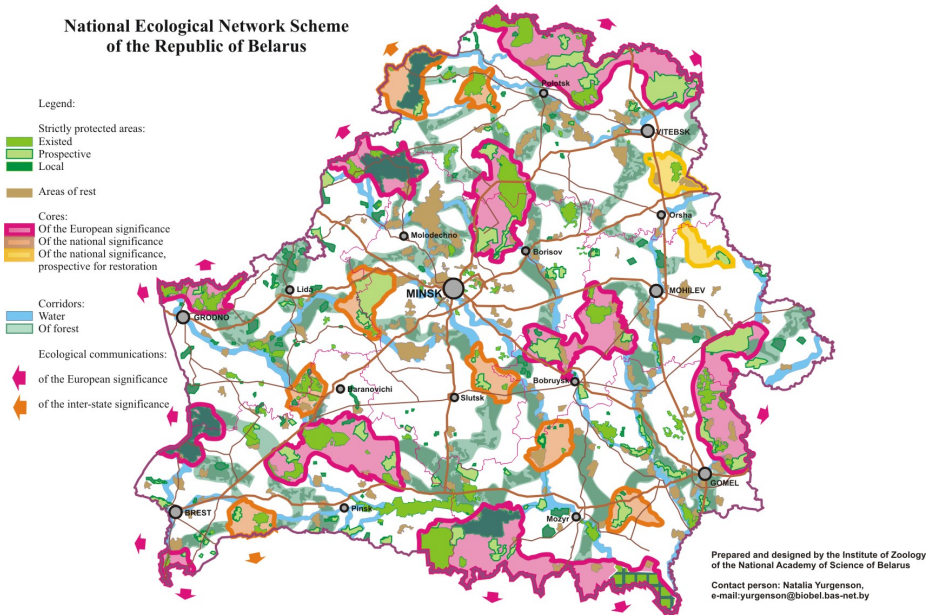 National Ecological Network Scheme
of the Republic of Belarus
Legend:
Strictly protected areas:
Existed
Prospective
Local
Areas of rest
Cores:
Of the European significance
Of the national significance
Of the national significance,
prospective for restoration
Corridors:
Water
Of forest
Ecological communications:
of the European significance
of the inter-state significance
Polotsk
VITEBSK
Orsha
Molodechno
Borisov
MINSK
MOHILEV
Lida
GRODNO
Baranovichi
Slutsk
Bobruysk
GOMEL
BREST
Pinsk
Mozyr
Prepared and designed by the Institute of Zoology
of the National Academy of Science of Belarus
Contact person: Natalia Yurgenson,
e-mail:yurgenson@biobel.bas-net.by